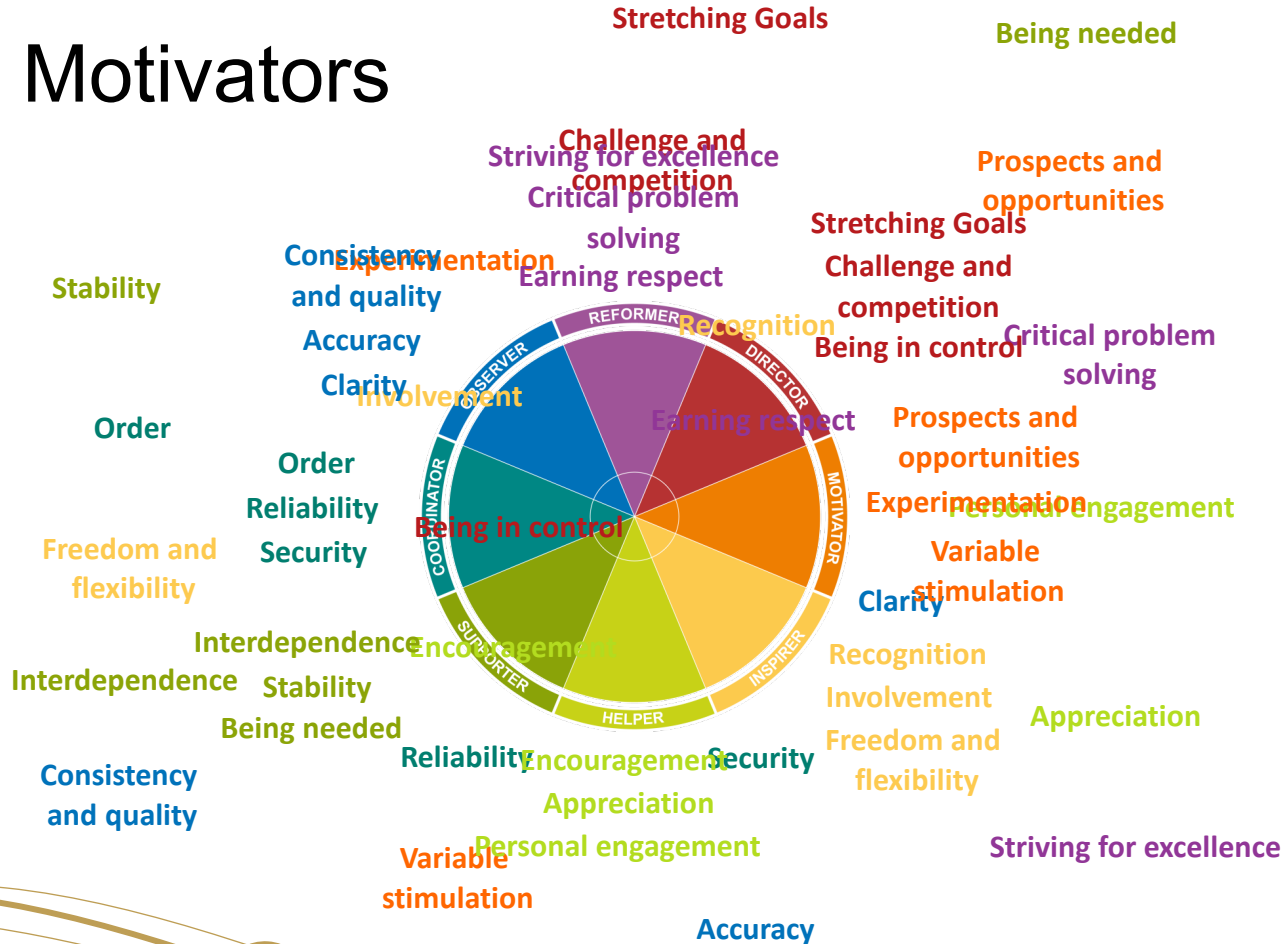 Stretching Goals
Being needed
Motivators
Challenge and
competition
Striving for excellence
Critical problem
solving
Earning respect
Prospects and
opportunities
Stretching Goals
Challenge and
competition
Being in control
Consistency
and quality
Accuracy
Clarity
Experimentation
Stability
REFORMER
Recognition
DIRECTOR
OBSERVER
Critical problem
solving
Involvement
Earning respect
Order
Prospects and
opportunities
Order
Reliability
Security
COORDINATOR
MOTIVATOR
Experimentation
Personal engagement
Being in control
Freedom and
flexibility
Variable
stimulation
Clarity
Interdependence
Stability
Being needed
Encouragement
SUPPORTER
INSPIRER
Recognition
Involvement
Freedom and
flexibility
Interdependence
HELPER
Appreciation
Reliability
Encouragement
Appreciation
Personal engagement
Security
Consistency
and quality
Variable
stimulation
Striving for excellence
Accuracy